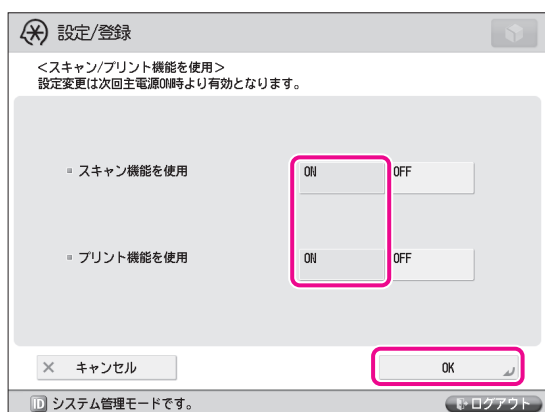 設定/登録
<スキャン/プリント機能を使用>
設定変更は次回主電源ON時より有効となります。
スキャン機能を使用 ON OFF
プリント機能を使用 ON OFF
× キャンセル OK
ID システム管理モードです。 ログアウト